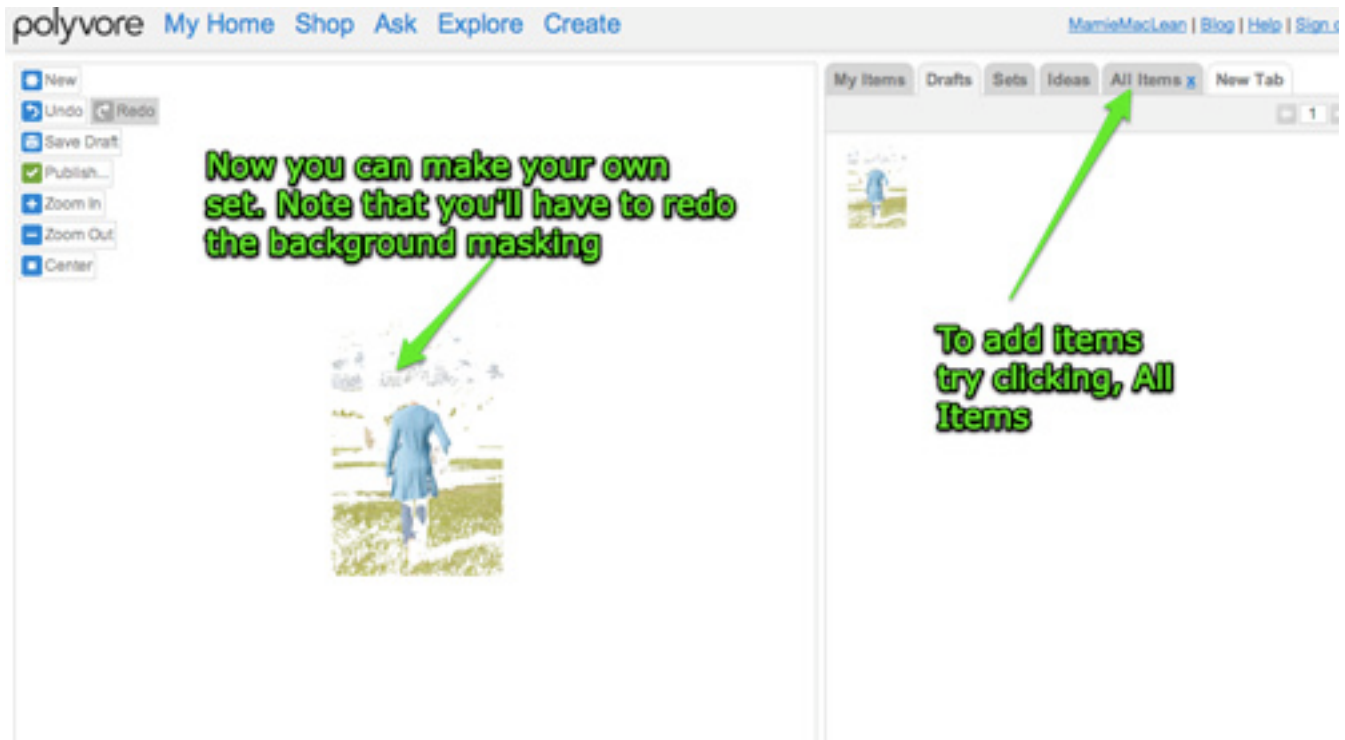 polyvore My Home Shop Ask Explore Create
MamieMacLean | Blog | Help | Sign
New
Undo Redo
Save Draft
Publish...
Zoom In
Zoom Out
Center
My Items Drafts Sets Ideas All Items x New Tab
1
Now you can make your own
set. Note that you'll have to redo
the background masking
To add items
try clicking, All
Items